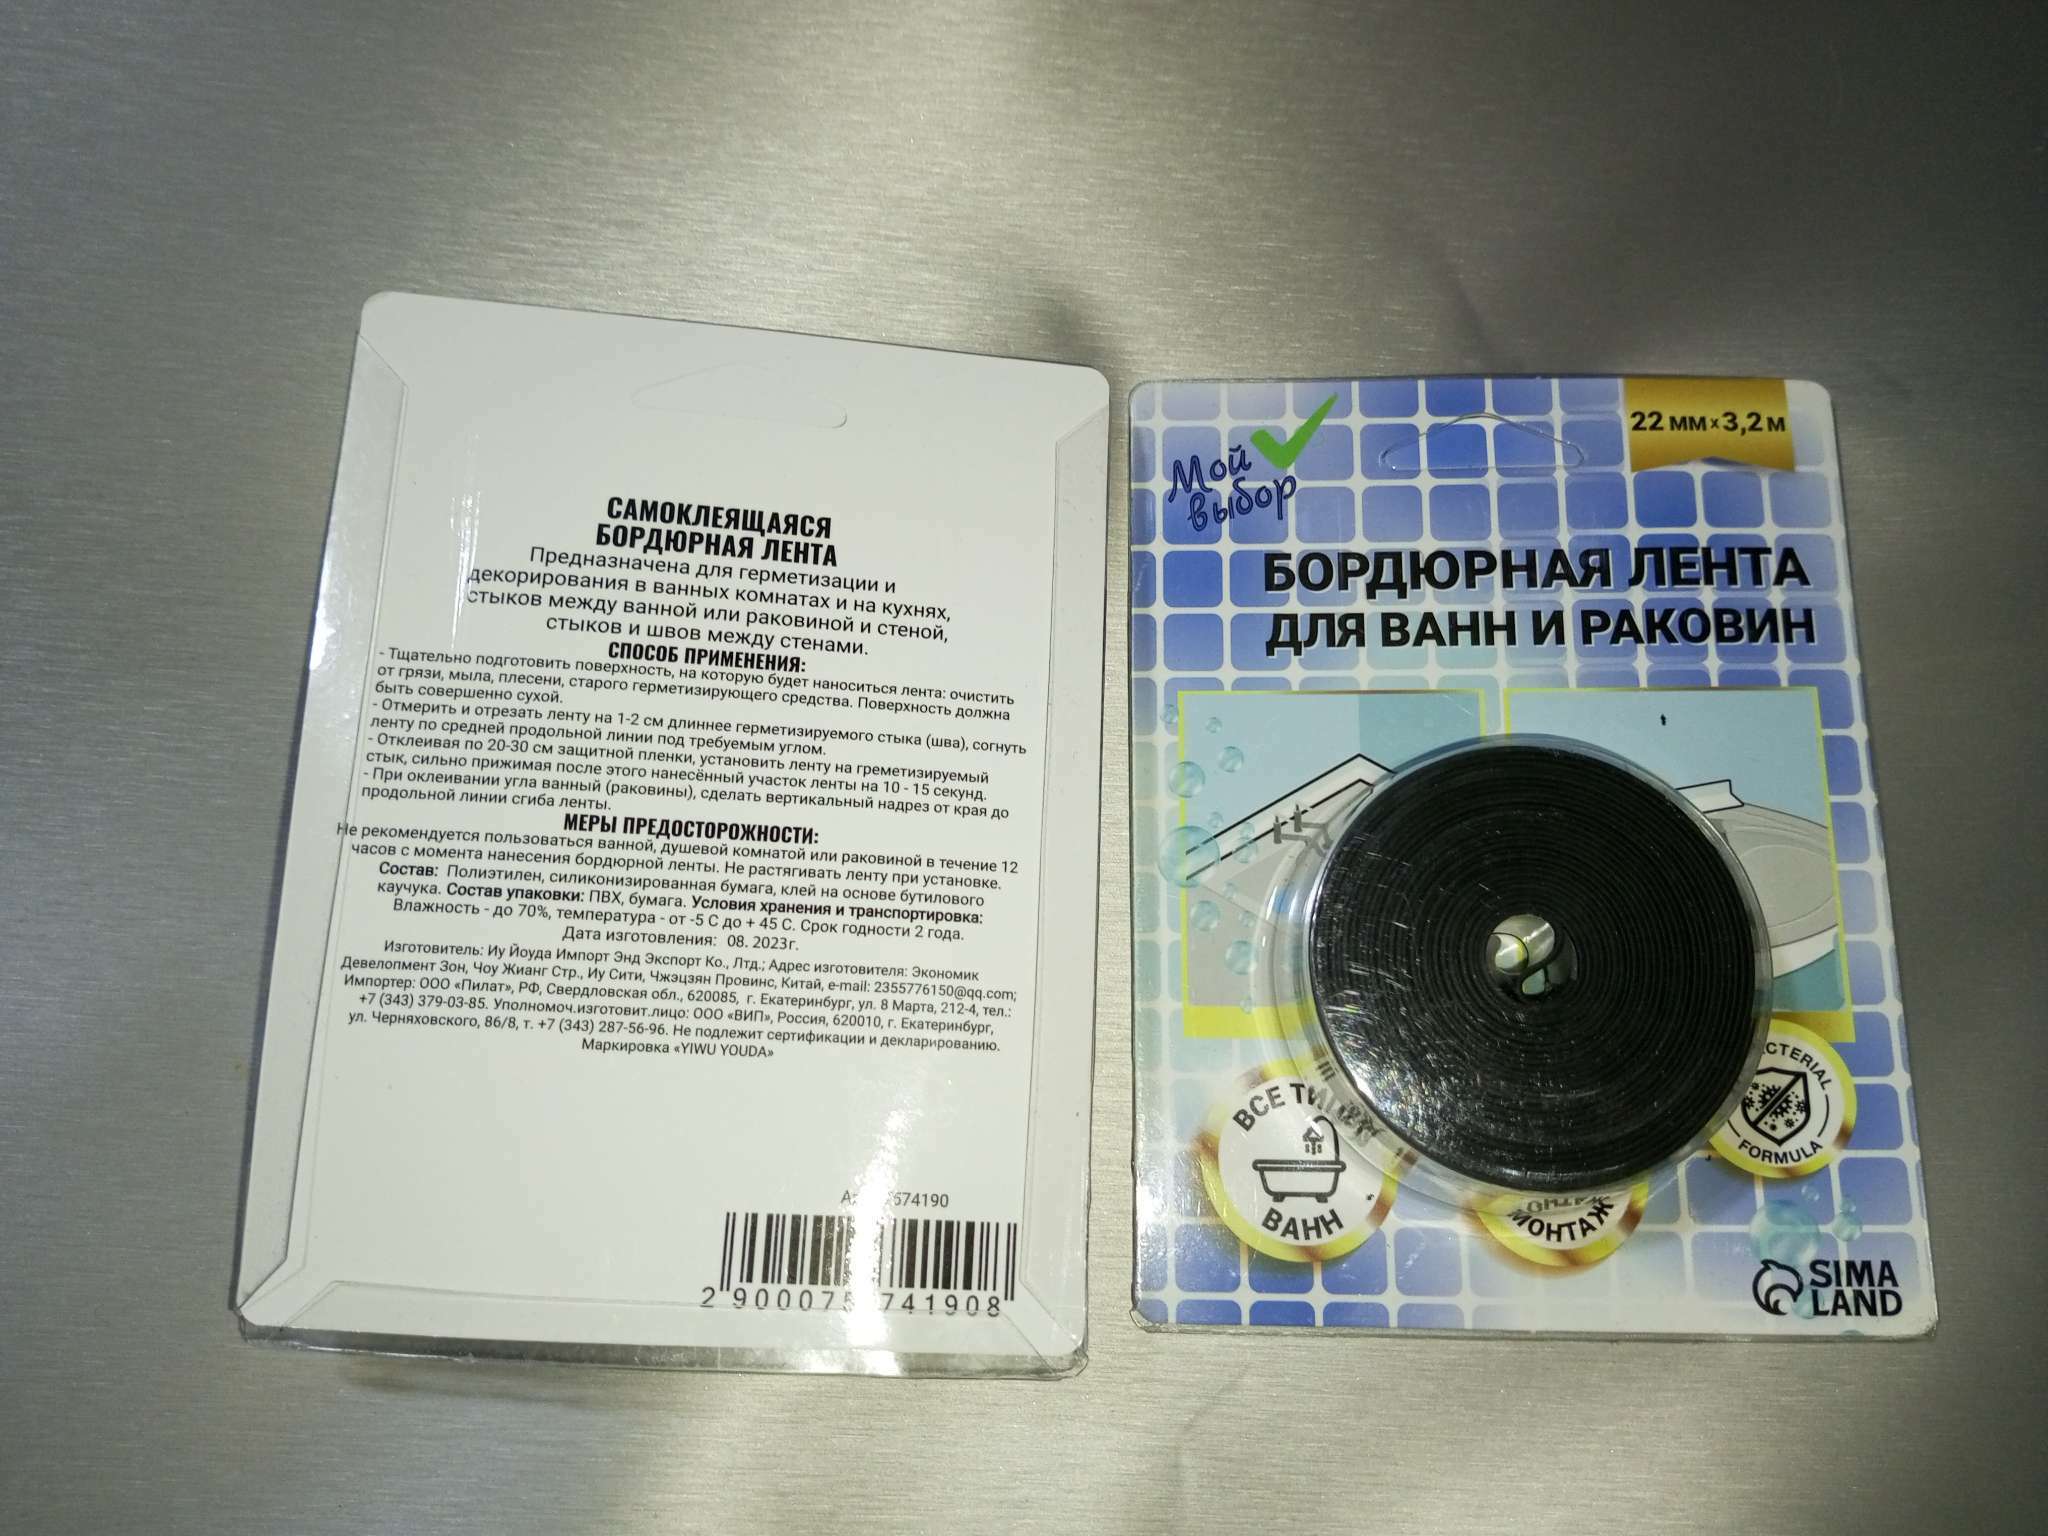 САМОКЛЕЯЩАЯСЯ
БОРДЮРНАЯ ЛЕНТА
Предназначена для герметизации и
декорирования в ванных комнатах и на кухнях,
стыков между ванной или раковиной и стеной,
стыков и швов между стенами.
СПОСОБ ПРИМЕНЕНИЯ:
- Тщательно подготовить поверхность, на которую будет наноситься лента: очистить
от грязи, мыла, плесени, старого герметизирующего средства. Поверхность должна
быть совершенно сухой.
- Отмерить и отрезать ленту на 1-2 см длиннее герметизируемого стыка (шва), согнуть
ленту по средней продольной линии под требуемым углом.
- Отклеивая по 20-30 см защитной пленки, установить ленту на греметизируемый
стык, сильно прижимая после этого нанесённый участок ленты на 10 - 15 секунд.
- При оклеивании угла ванный (раковины), сделать вертикальный надрез от края до
продольной линии сгиба ленты.
МЕРЫ ПРЕДОСТОРОЖНОСТИ:
Не рекомендуется пользоваться ванной, душевой комнатой или раковиной в течение 12
часов с момента нанесения бордюрной ленты. Не растягивать ленту при установке.
Состав: Полиэтилен, силиконизированная бумага, клей на основе бутилового
каучука. Состав упаковки: ПВХ, бумага. Условия хранения и транспортировка:
Влажность - до 70%, температура - от -5 С до + 45 С. Срок годности 2 года.
Дата изготовления: 08. 2023г.
Изготовитель: Иу Йоуда Импорт Энд Экспорт Ко., Лтд.; Адрес изготовителя: Экономик
Девелопмент Зон, Чоу Жианг Стр., Иу Сити, Чжэцзян Провинс, Китай, e-mail: 2355776150@qq.com;
Импортер: ООО «Пилат», РФ, Свердловская обл., 620085, г. Екатеринбург, ул. 8 Марта, 212-4, тел.:
+7 (343) 379-03-85. Уполномоч.изготовит.лицо: ООО «ВИП», Россия, 620010, г. Екатеринбург,
ул. Черняховского, 86/8, т. +7 (343) 287-56-96. Не подлежит сертификации и декларированию.
Маркировка «YIWU YOUDA»
22 мм x 3,2 м
Мой
выбор
БОРДЮРНАЯ ЛЕНТА
ДЛЯ ВАНН И РАКОВИН
ВСЕ
ВАНН
МОНТАЖ
FORMULA
SIMA
LAND